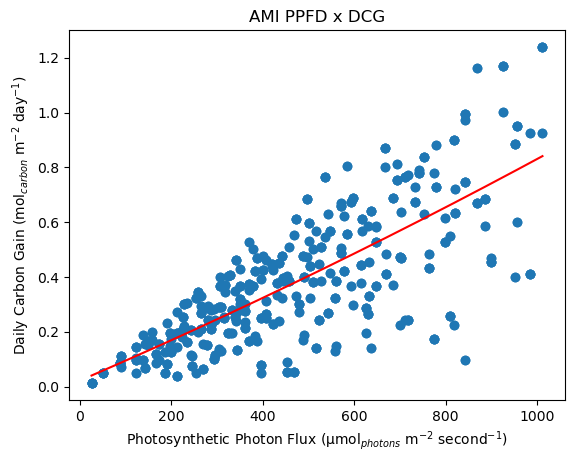 AMI PPFD x DCG
Daily Carbon Gain (mol_carbon m⁻² day⁻¹)
1.2
1.0
0.8
0.6
0.4
0.2
0.0
0 200 400 600 800 1000
Photosynthetic Photon Flux (μmol_photons m⁻² second⁻¹)